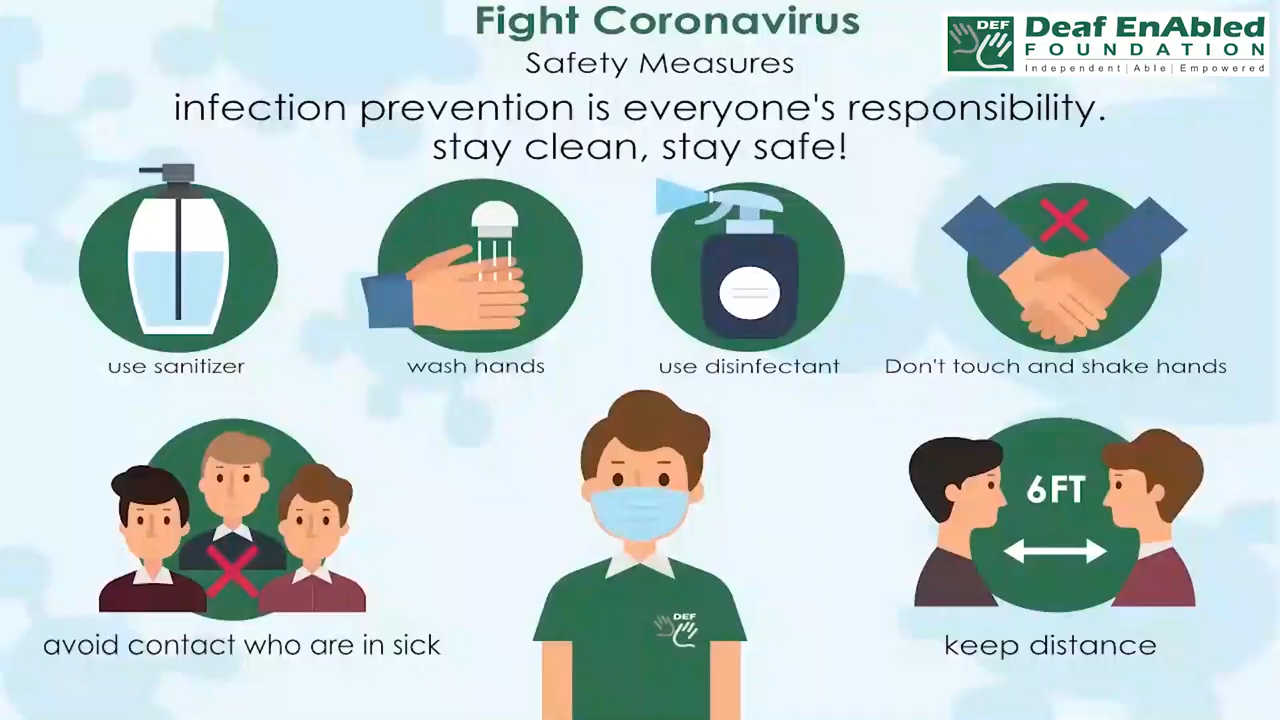 Fight Coronavirus
Safety Measures
DEF
Deaf EnAbled
FOUNDATION
Independent | Able | Empowered
infection prevention is everyone's responsibility.
stay clean, stay safe!
use sanitizer
wash hands
use disinfectant
Don't touch and shake hands
6FT
DEF
avoid contact who are in sick
keep distance